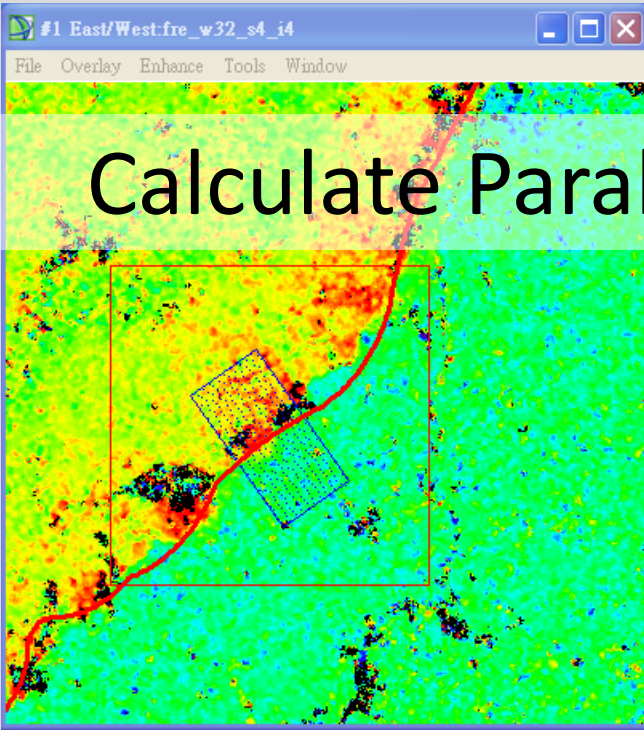 #1 East/West:fre_w32_s4_i4
File Overlay Enhance Tools Window
Calculate Paral